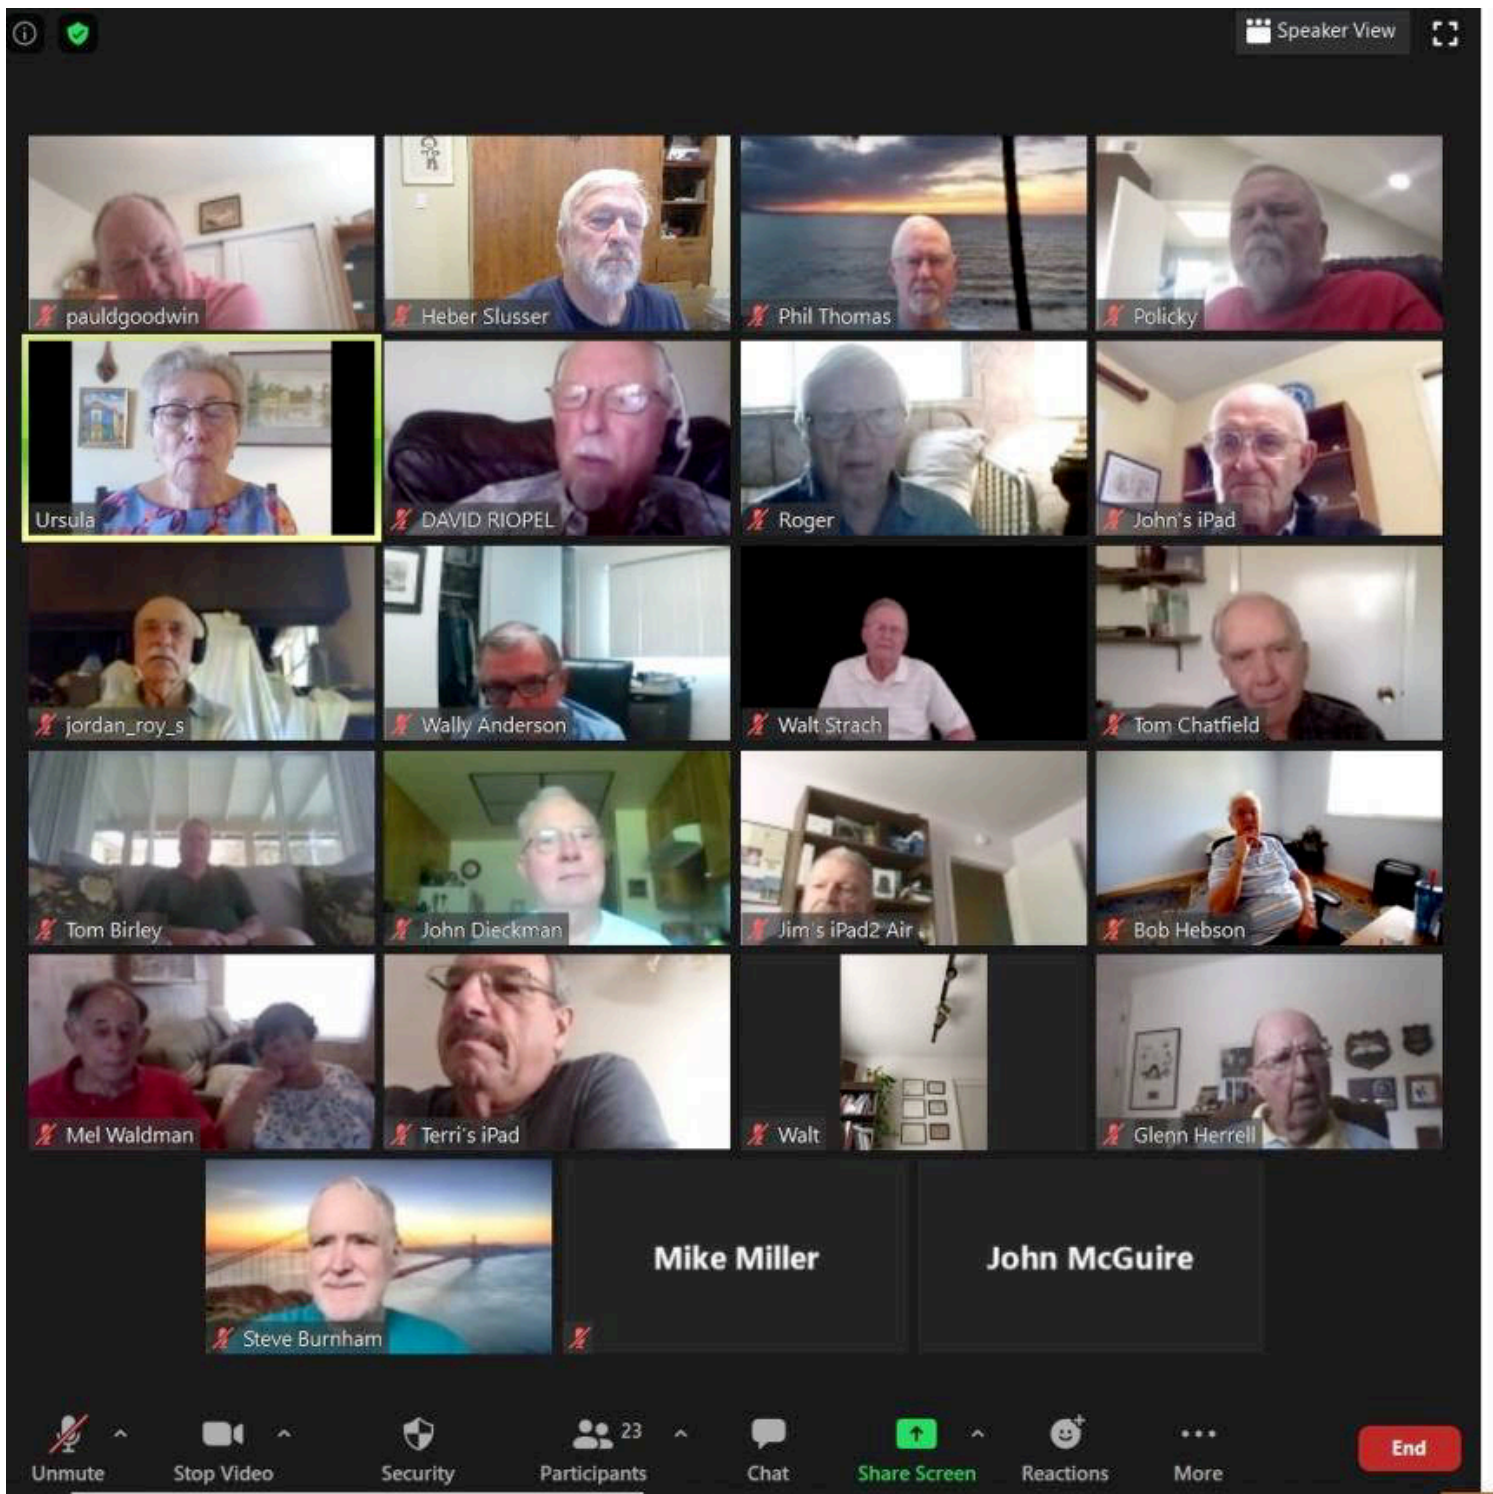 Speaker View
pauldgoodwin
Heber Slusser
Phil Thomas
Policky
Ursula
DAVID RIOPEL
Roger
John's iPad
jordan_roy_s
Wally Anderson
Walt Strach
Tom Chatfield
Tom Birley
John Dieckman
Jim's iPad2 Air
Bob Hebson
Mel Waldman
Terri's iPad
Walt
Glenn Herrell
Steve Burnham
Mike Miller
John McGuire
23
Unmute
Stop Video
Security
Participants
Chat
Share Screen
Reactions
More
End